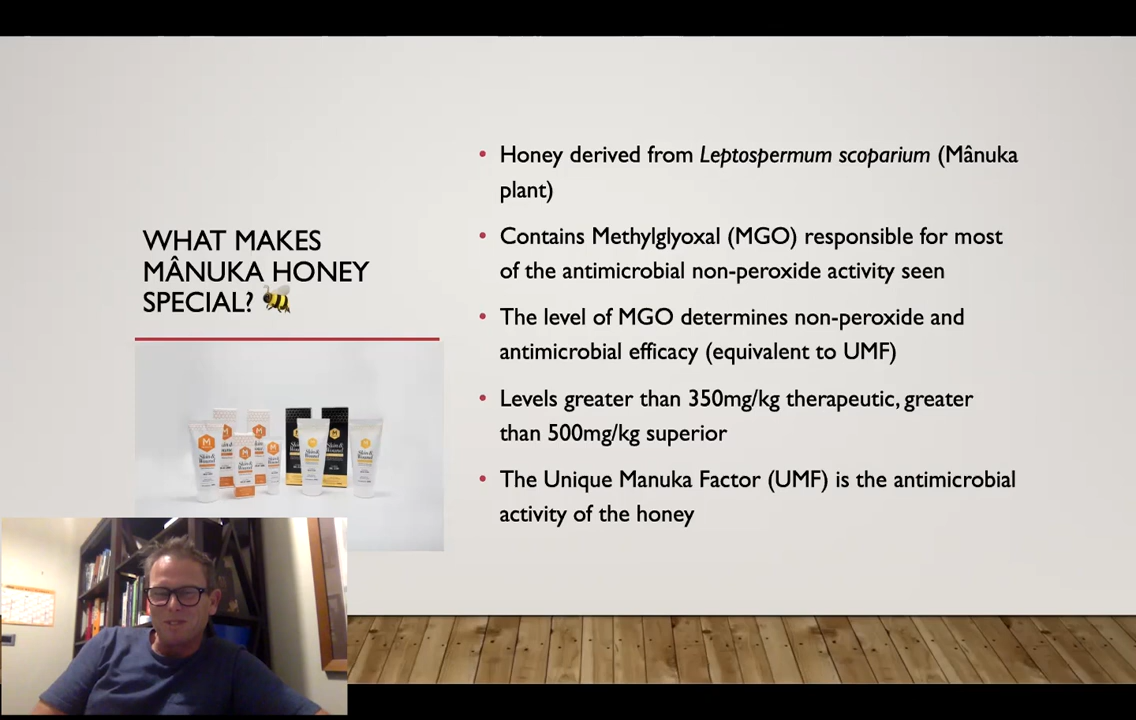 WHAT MAKES
MÂNUKA HONEY
SPECIAL? 🐝
• Honey derived from Leptospermum scoparium (Mânuka
plant)
• Contains Methylglyoxal (MGO) responsible for most
of the antimicrobial non-peroxide activity seen
• The level of MGO determines non-peroxide and
antimicrobial efficacy (equivalent to UMF)
• Levels greater than 350mg/kg therapeutic, greater
than 500mg/kg superior
• The Unique Manuka Factor (UMF) is the antimicrobial
activity of the honey
M
Skin &
Wound